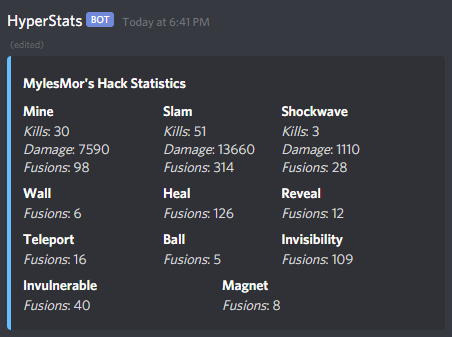 HyperStats BOT Today at 6:41 PM
(edited)
MylesMor's Hack Statistics
Mine Slam Shockwave
Kills: 30 Kills: 51 Kills: 3
Damage: 7590 Damage: 13660 Damage: 1110
Fusions: 98 Fusions: 314 Fusions: 28
Wall Heal Reveal
Fusions: 6 Fusions: 126 Fusions: 12
Teleport Ball Invisibility
Fusions: 16 Fusions: 5 Fusions: 109
Invulnerable Magnet
Fusions: 40 Fusions: 8